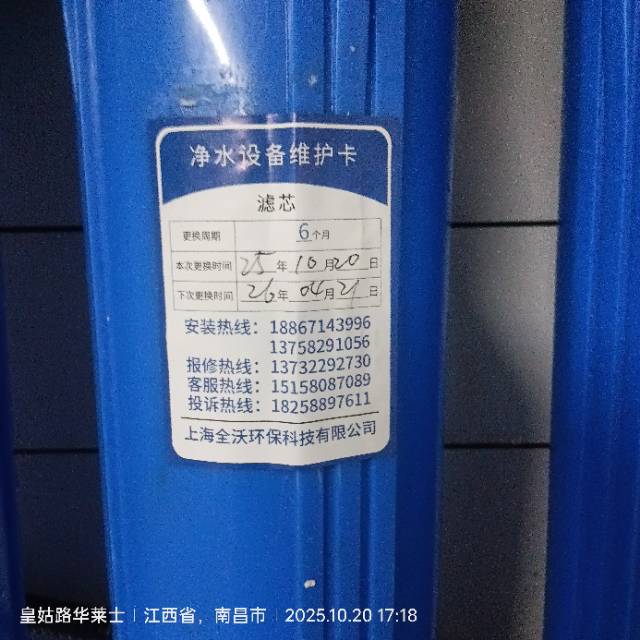 净水设备维护卡
滤芯
更换周期 6个月
本次更换时间 25年10月20日
下次更换时间 26年04月21日
安装热线：18867143996
13758291056
报修热线：13732292730
客服热线：15158087089
投诉热线：18258897611
上海全沃环保科技有限公司
皇姑路华莱士 | 江西省，南昌市 | 2025.10.20 17:18